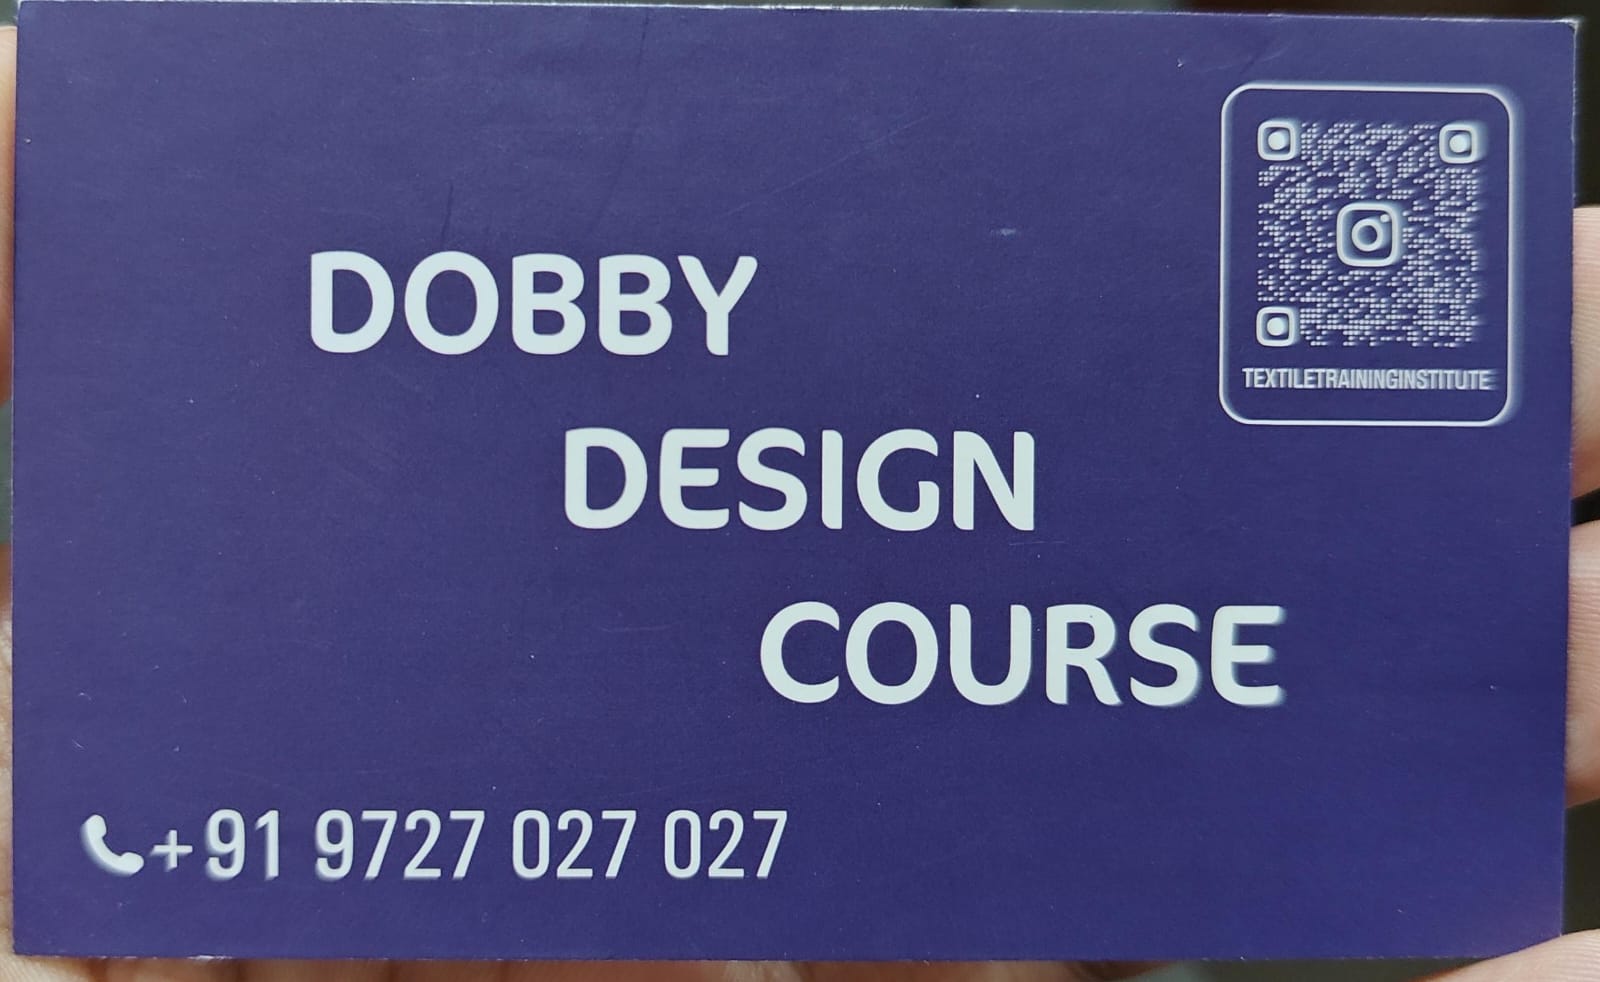 DOBBY
DESIGN
COURSE
TEXTILETRAININGINSTITUTE
+91 9727 027 027